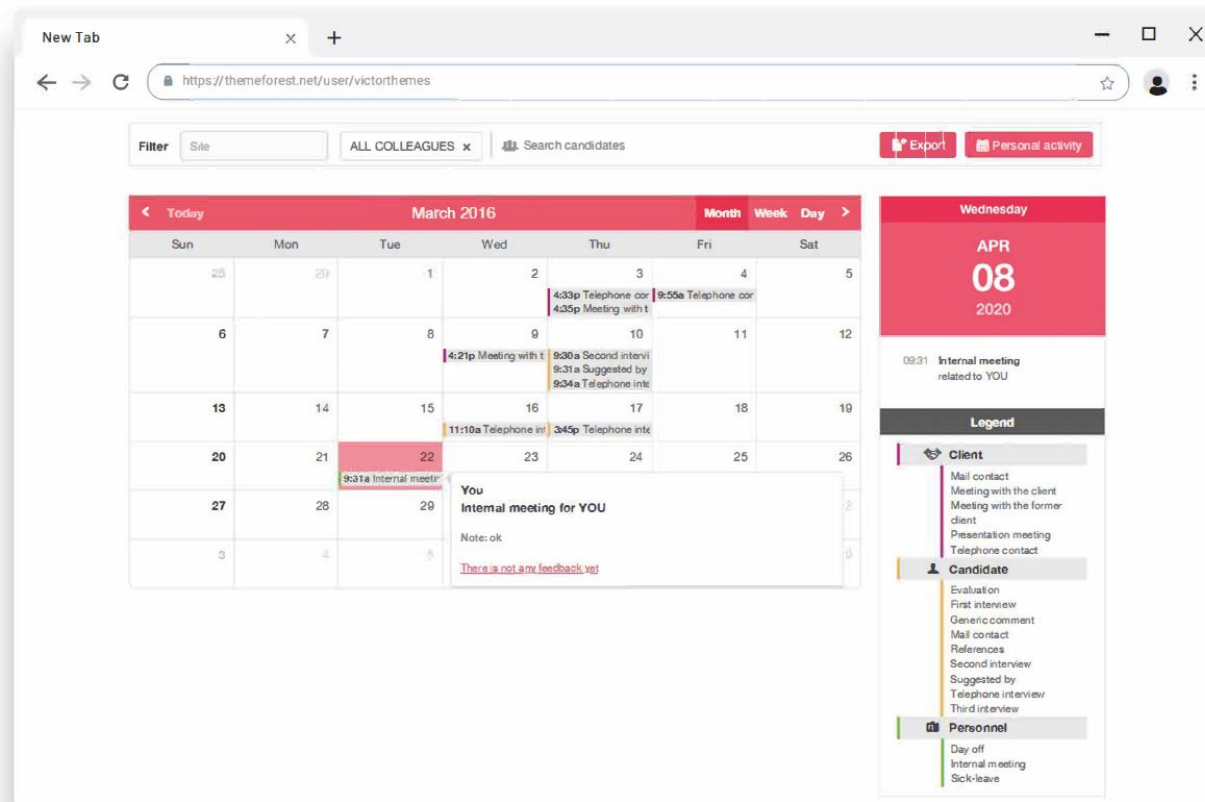 New Tab
https://themeforest.net/user/victorthemes
Filter Site ALL COLLEAGUES x Search candidates Export Personal activity
Today March 2016 Month Week Day
Sun Mon Tue Wed Thu Fri Sat
28 29 1 2 3 4 5
4:33p Telephone cor 9:55a Telephone cor
4:35p Meeting with t
6 7 8 9 10 11 12
4:21p Meeting with t 9:30a Second intervi
9:31a Suggested by
9:34a Telephone inte
13 14 15 16 17 18 19
11:10a Telephone int 3:45p Telephone inte
20 21 22 23 24 25 26
9:31a Internal meetin
27 28 29 2
3 4 5 9
You
Internal meeting for YOU
Note: ok
There is not any feedback yet
Wednesday
APR
08
2020
09:31 Internal meeting
related to YOU
Legend
Client
Mail contact
Meeting with the client
Meeting with the former
client
Presentation meeting
Telephone contact
Candidate
Evaluation
First interview
Generic comment
Mail contact
References
Second interview
Suggested by
Telephone interview
Third interview
Personnel
Day off
Internal meeting
Sick-leave